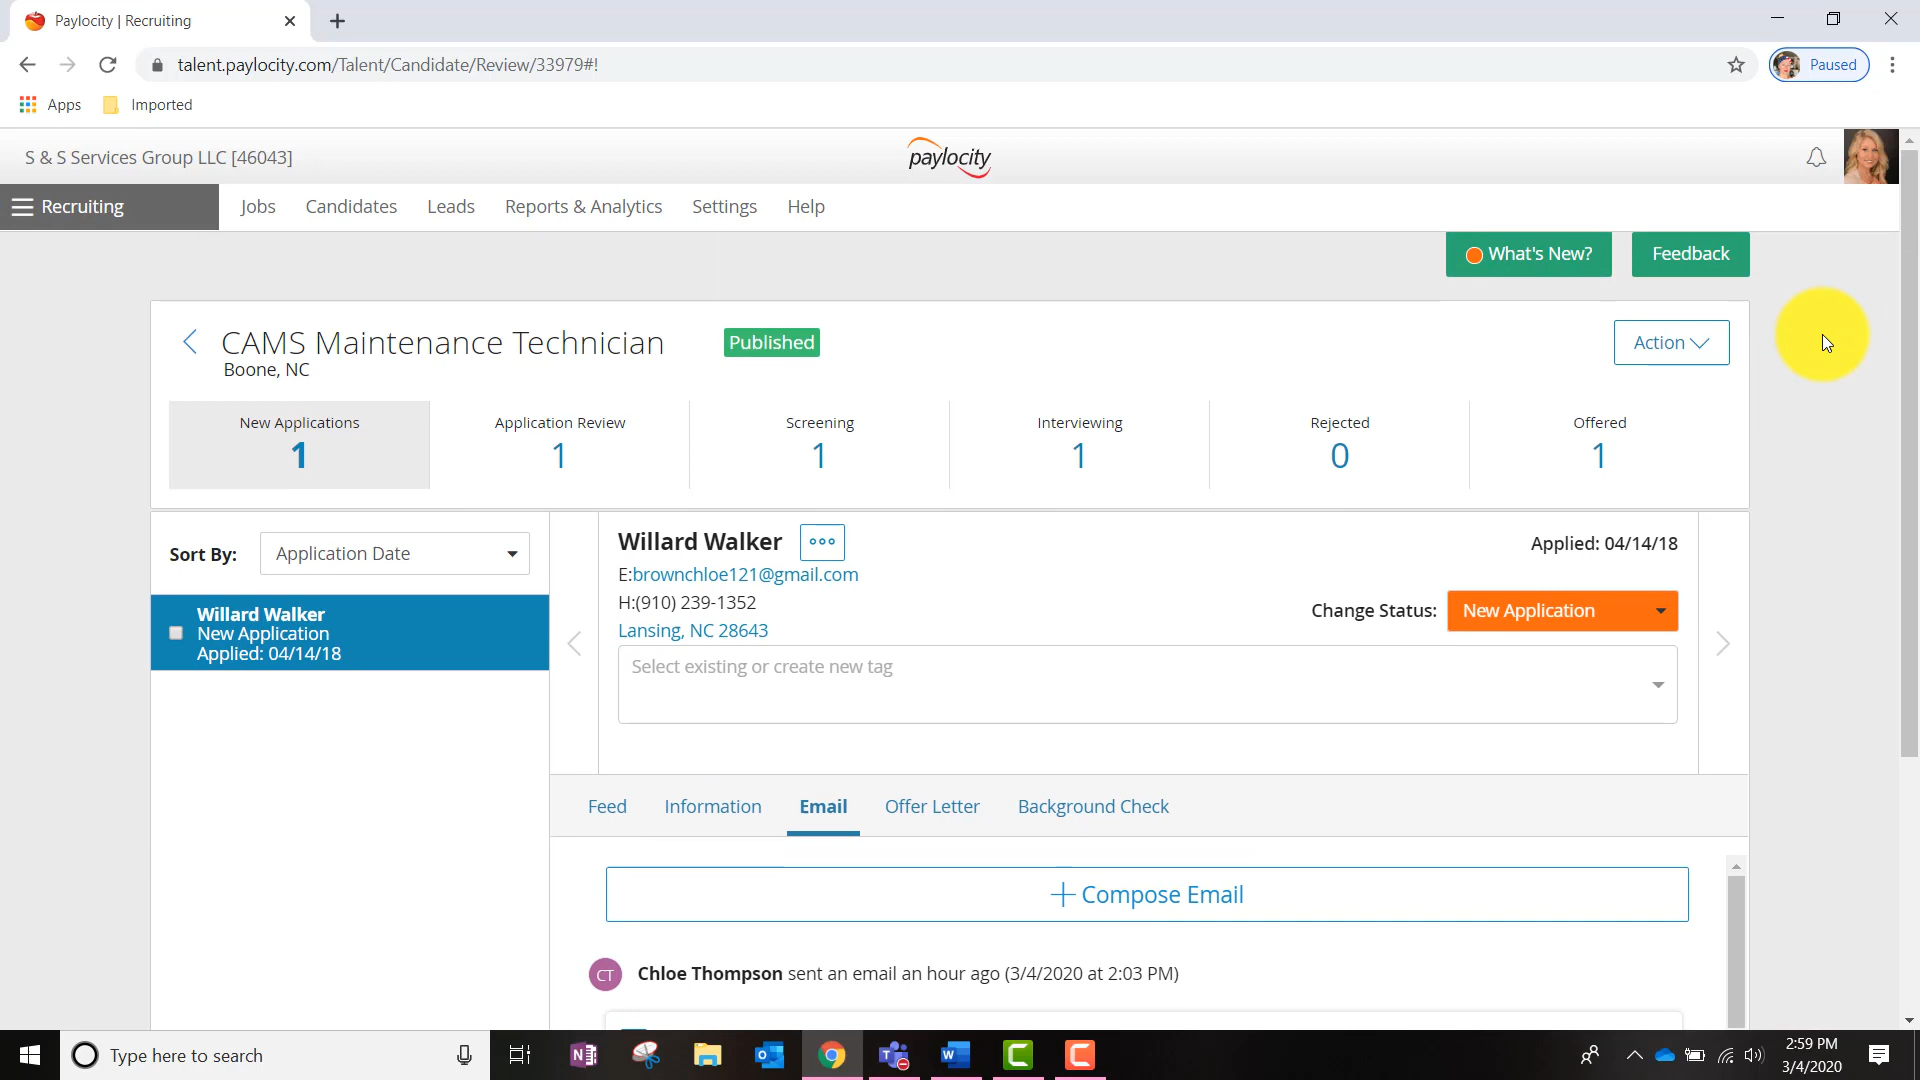 Paylocity | Recruiting
talent.paylocity.com/Talent/Candidate/Review/33979#!
Paused
Apps
Imported
S & S Services Group LLC [46043]
paylocity
Recruiting
Jobs
Candidates
Leads
Reports & Analytics
Settings
Help
What's New?
Feedback
CAMS Maintenance Technician
Published
Action
Boone, NC
New Applications
1
Application Review
1
Screening
1
Interviewing
1
Rejected
0
Offered
1
Sort By:
Application Date
Willard Walker
New Application
Applied: 04/14/18
Willard Walker
Applied: 04/14/18
E:brownchloe121@gmail.com
H:(910) 239-1352
Lansing, NC 28643
Change Status:
New Application
Select existing or create new tag
Feed
Information
Email
Offer Letter
Background Check
+ Compose Email
CT
Chloe Thompson sent an email an hour ago (3/4/2020 at 2:03 PM)
Type here to search
2:59 PM
3/4/2020